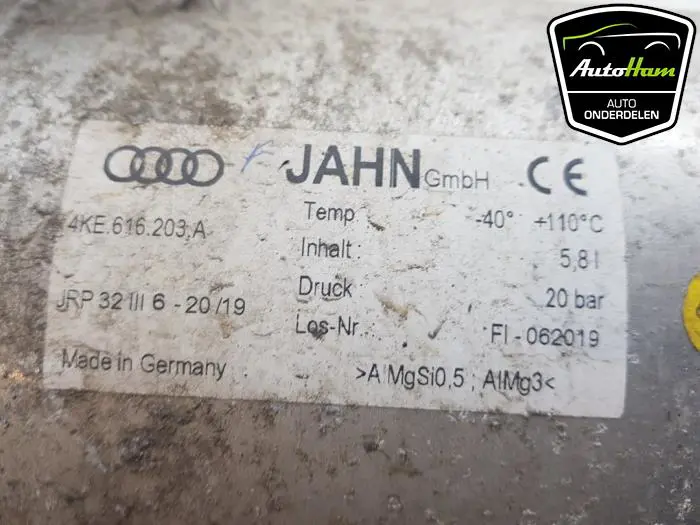 AutoHam
AUTO
ONDERDELEN
JAHN GmbH CE
4KE.616.203.A
Temp -40° +110°C
Inhalt: 5,8 l
JRP 32 III 6 - 20/19
Druck 20 bar
Los-Nr.: FI - 062019
Made in Germany
>AlMgSi0,5 ; AlMg3<